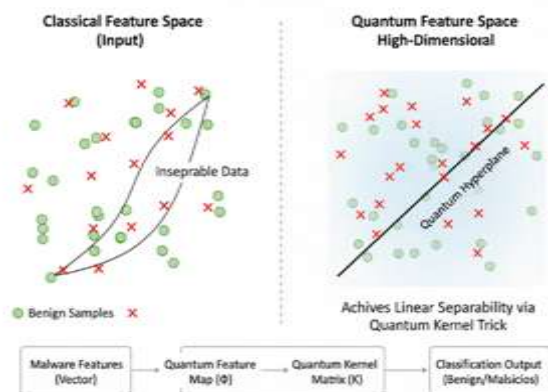 Classical Feature Space
(Input)
Quantum Feature Space
High-Dimensional
Inseprable Data
Quantum Hyperplane
Benign Samples
Achives Linear Separability via
Quantum Kernel Trick
Malware Features
(Vector)
Quantum Feature
Map (Φ)
Quantum Kernel
Matrix (K)
Classification Output
(Benign/Malsicios)